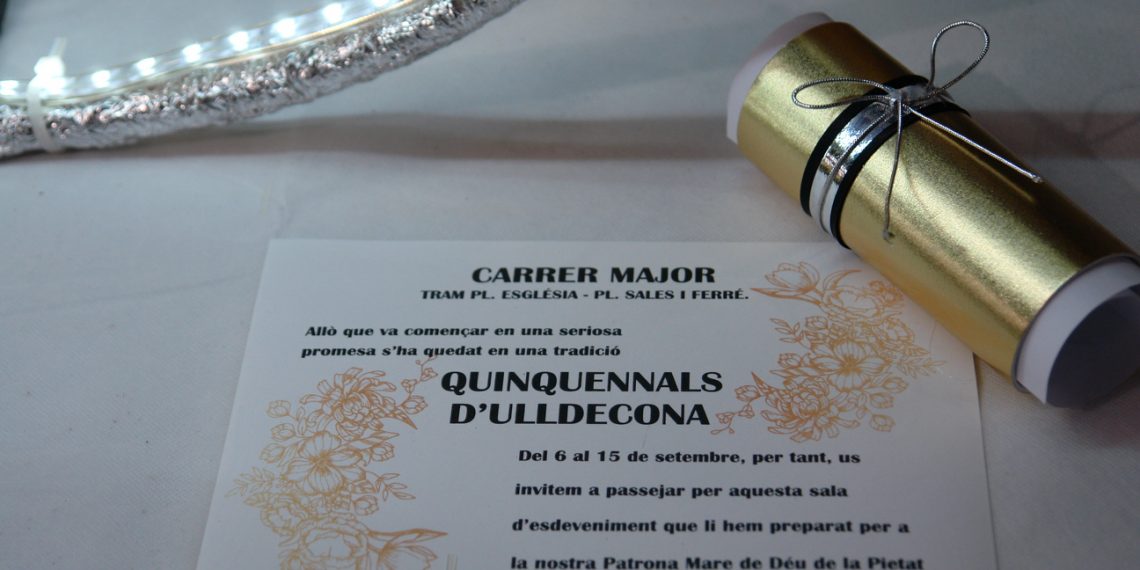 CARRER MAJOR
TRAM PL. ESGLÉSIA - PL. SALES I FERRÉ.
Allò que va començar en una seriosa
promesa s'ha quedat en una tradició
QUINQUENNALS
D'ULLDECONA
Del 6 al 15 de setembre, per tant, us
invitem a passejar per aquesta sala
d'esdeveniment que li hem preparat per a
la nostra Patrona Mare de Déu de la Pietat